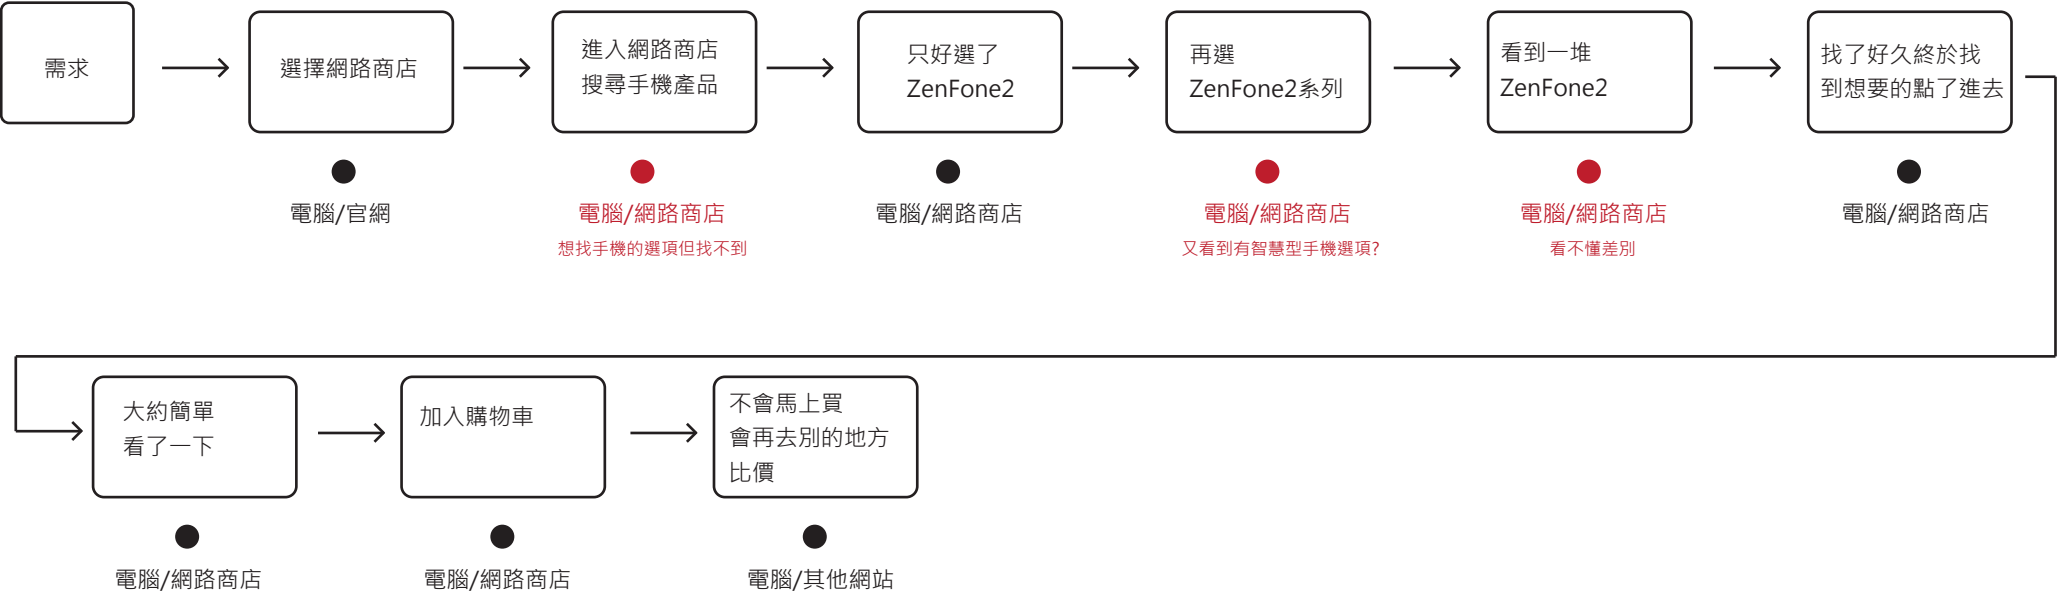 需求
選擇網路商店
電腦/官網
進入網路商店
搜尋手機產品
電腦/網路商店
想找手機的選項但找不到
只好選了
ZenFone2
電腦/網路商店
再選
ZenFone2系列
電腦/網路商店
又看到有智慧型手機選項?
看到一堆
ZenFone2
電腦/網路商店
看不懂差別
找了好久終於找
到想要的點了進去
電腦/網路商店
大約簡單
看了一下
電腦/網路商店
加入購物車
電腦/網路商店
不會馬上買
會再去別的地方
比價
電腦/其他網站